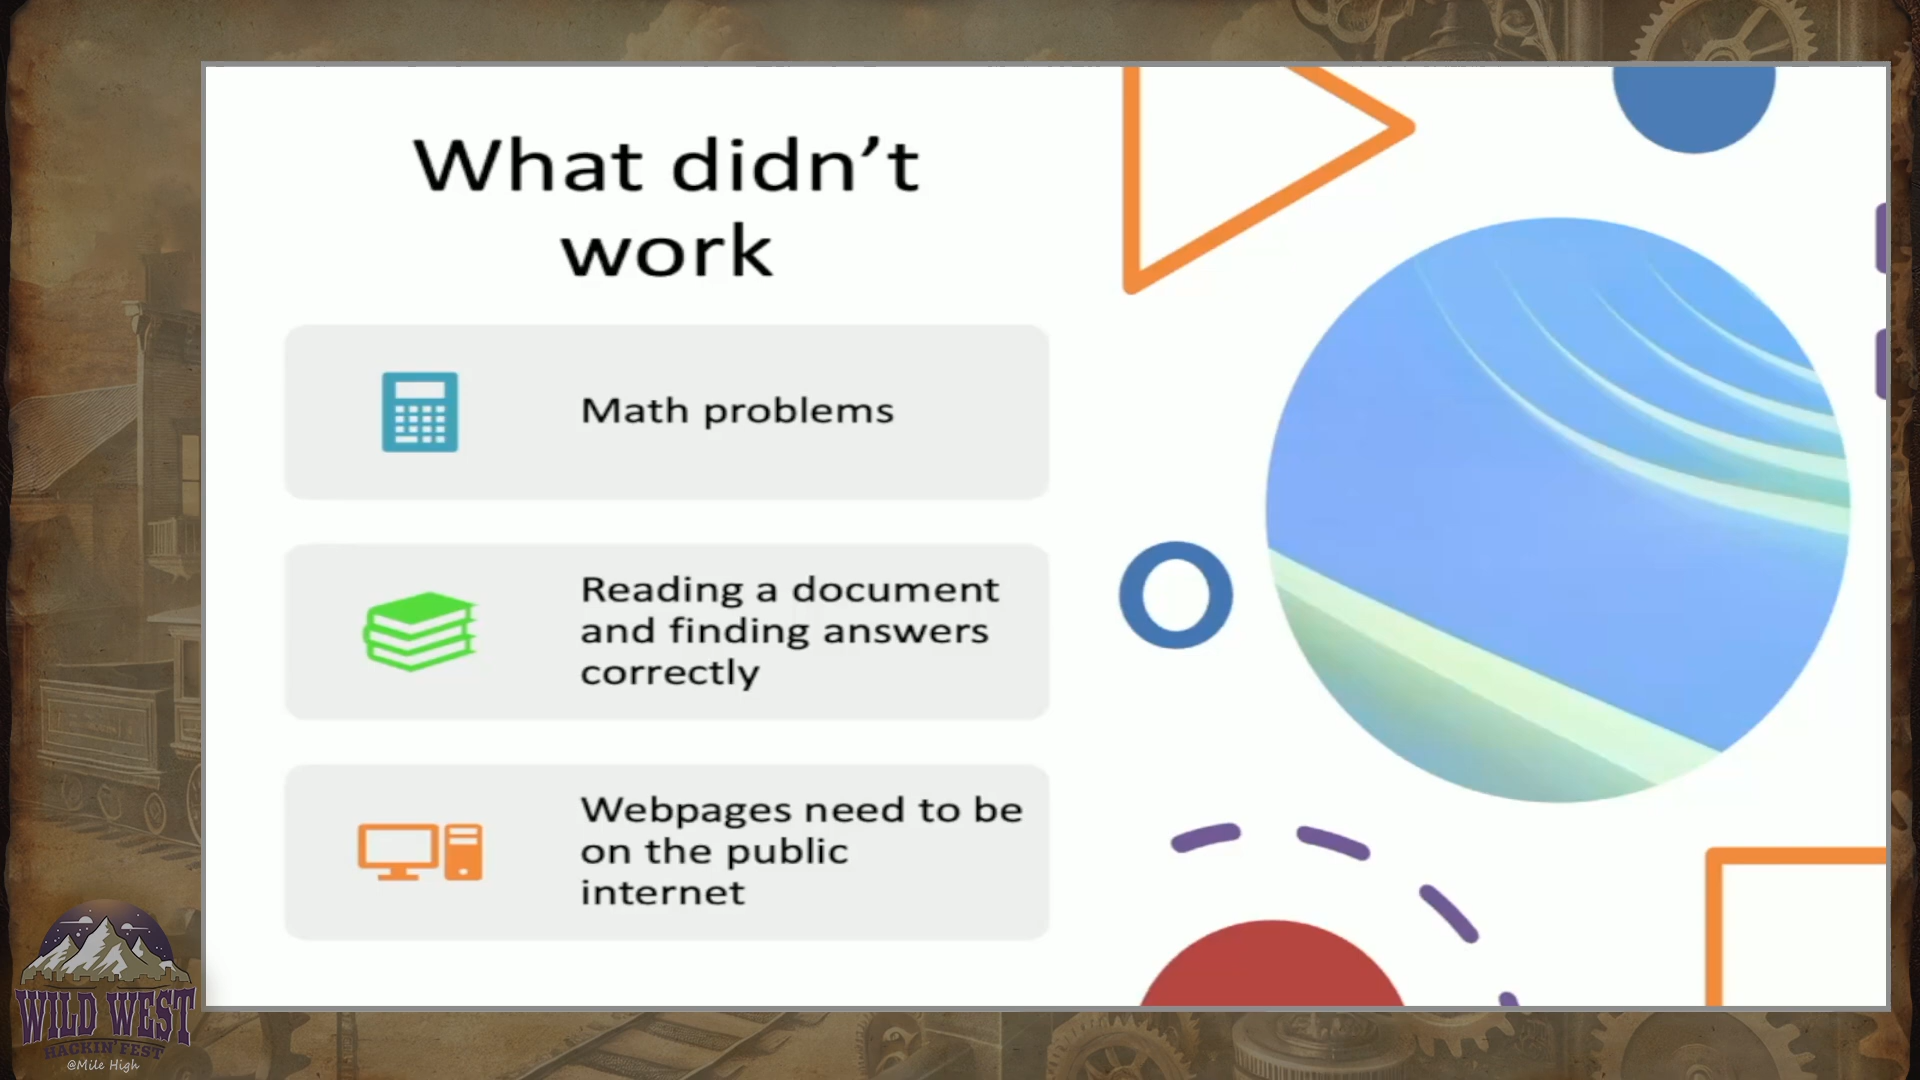 What didn’t
work
Math problems
Reading a document
and finding answers
correctly
Webpages need to be
on the public
internet
WILD WEST
HACKIN' FEST
@Mile High